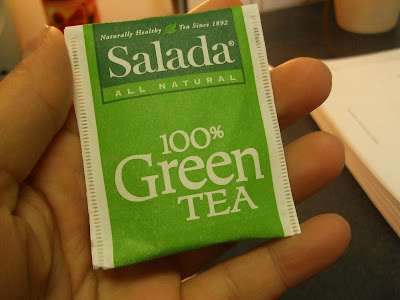 Naturally Healthy Tea Since 1892
Salada®
ALL NATURAL
100%
Green
TEA